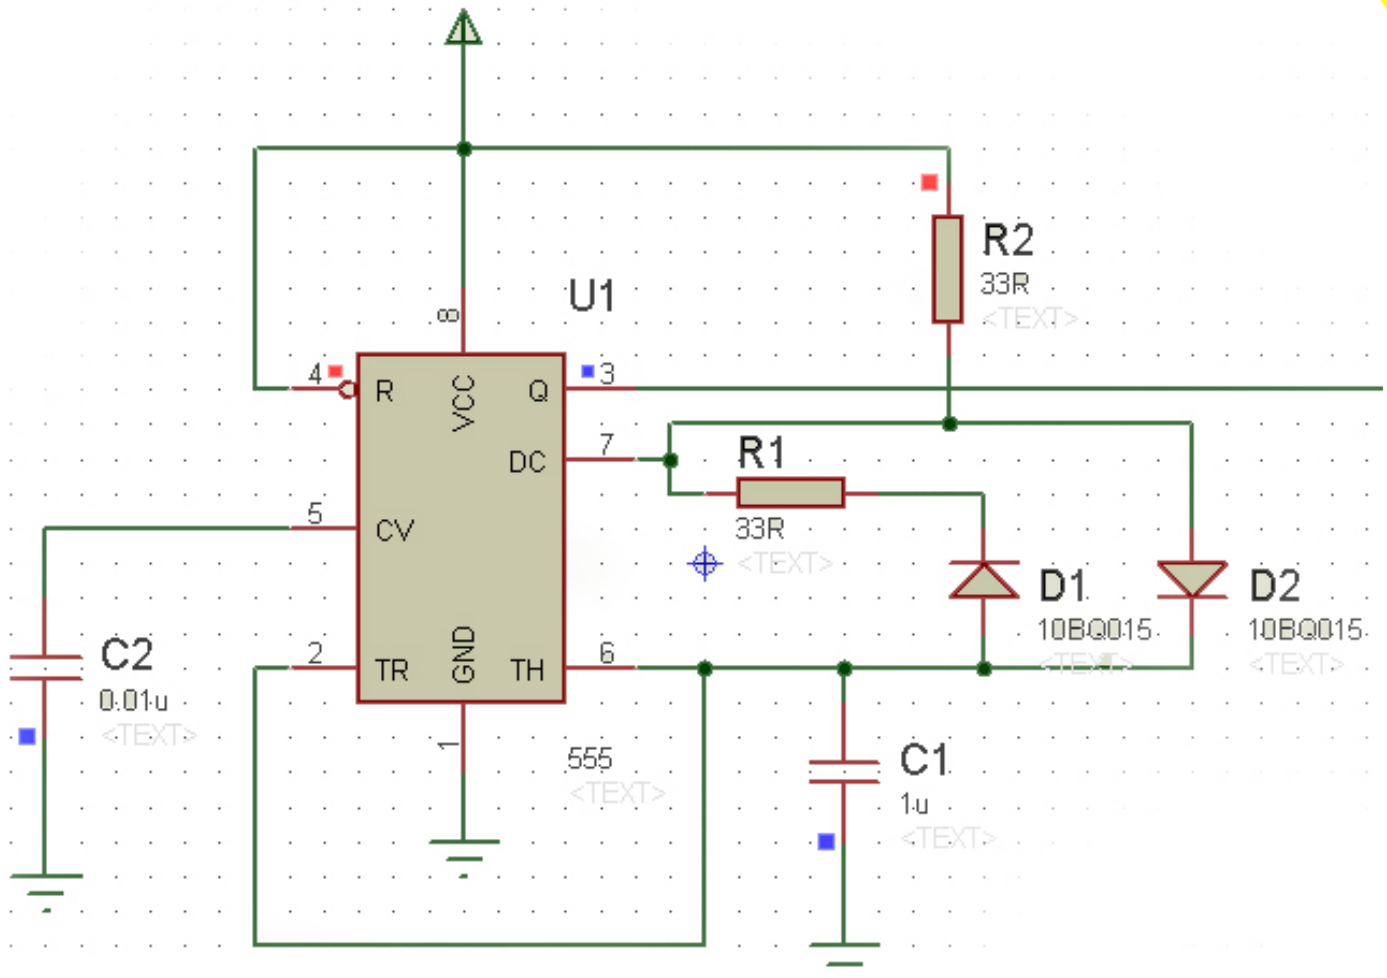 R2
33R
<TEXT>
U1
8
4
R
VCC
Q
3
R1
7
DC
33R
<TEXT>
5
CV
D1
10BQ015
<TEXT>
D2
10BQ015
<TEXT>
C2
0.01u
<TEXT>
2
TR
GND
TH
6
1
555
<TEXT>
C1
1u
<TEXT>